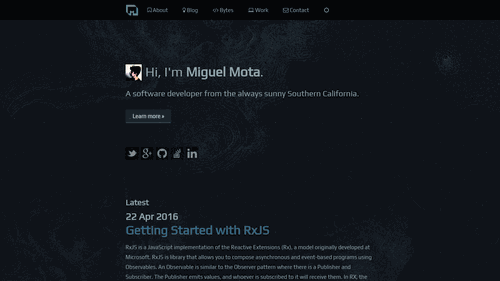 About Blog Bytes Work Contact
Hi, I'm Miguel Mota.
A software developer from the always sunny Southern California.
Learn more »
Latest
22 Apr 2016
Getting Started with RxJS
RxJS is a JavaScript implementation of the Reactive Extensions (Rx), a model originally developed at
Microsoft. RxJS is library that allows you to compose asynchronous and event-based programs using
Observables. An Observable is similar to the Observer pattern where there is a Publisher and
Subscriber. The Publisher emits values, and whoever is subscribed to it will receive them. In RX, the